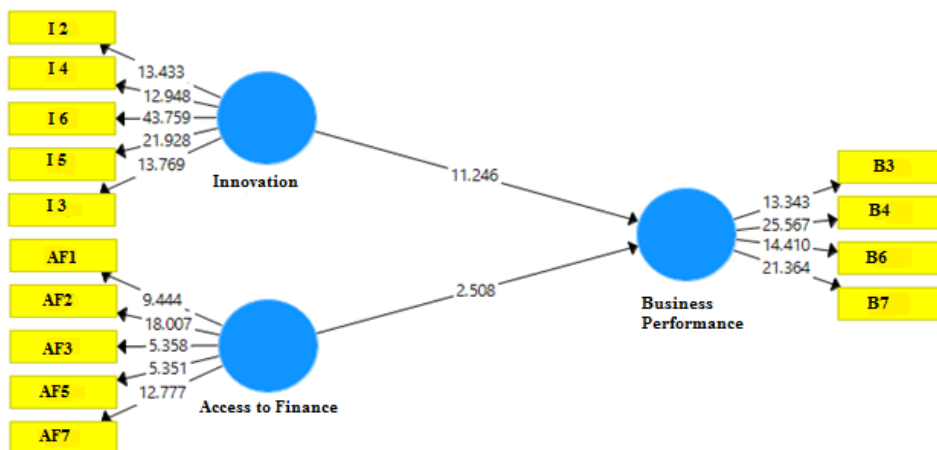 I 2
I 4
I 6
I 5
I 3
13.433
12.948
43.759
21.928
13.769
Innovation
11.246
AF1
AF2
AF3
AF5
AF7
9.444
18.007
5.358
5.351
12.777
Access to Finance
2.508
Business
Performance
13.343
25.567
14.410
21.364
B3
B4
B6
B7